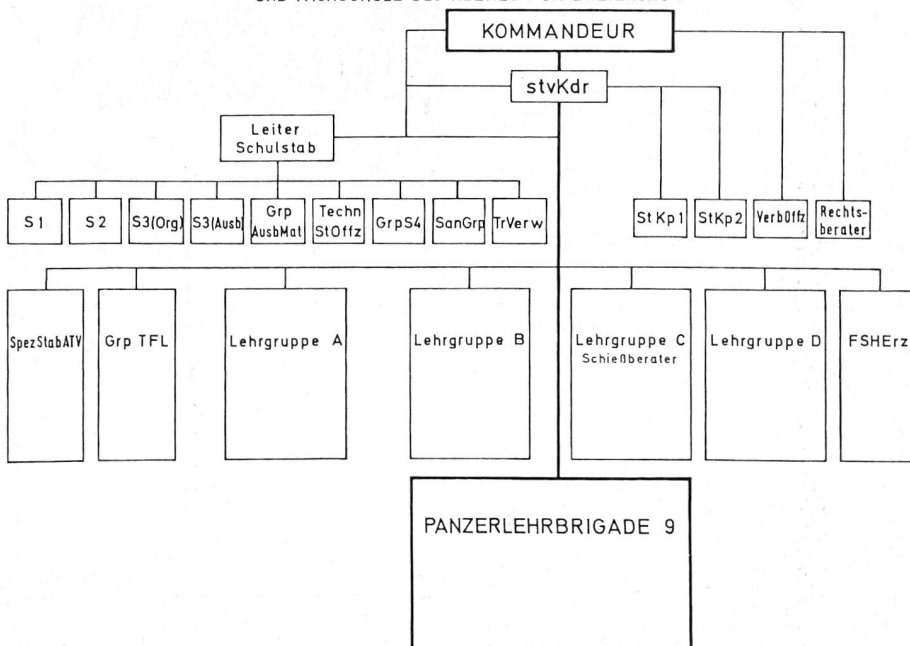 KOMMANDEUR
stvKdr
Leiter
Schulstab
S1
S2
S3(Org)
S3(Ausb)
Grp
AusbMat
Techn
StOffz
GrpS4
SanGrp
TrVerw
StKp1
StKp2
VerbOffz
Rechts-
berater
SpezStabATV
Grp TFL
Lehrgruppe A
Lehrgruppe B
Lehrgruppe C
Schießberater
Lehrgruppe D
FSHErz
PANZERLEHRBRIGADE 9